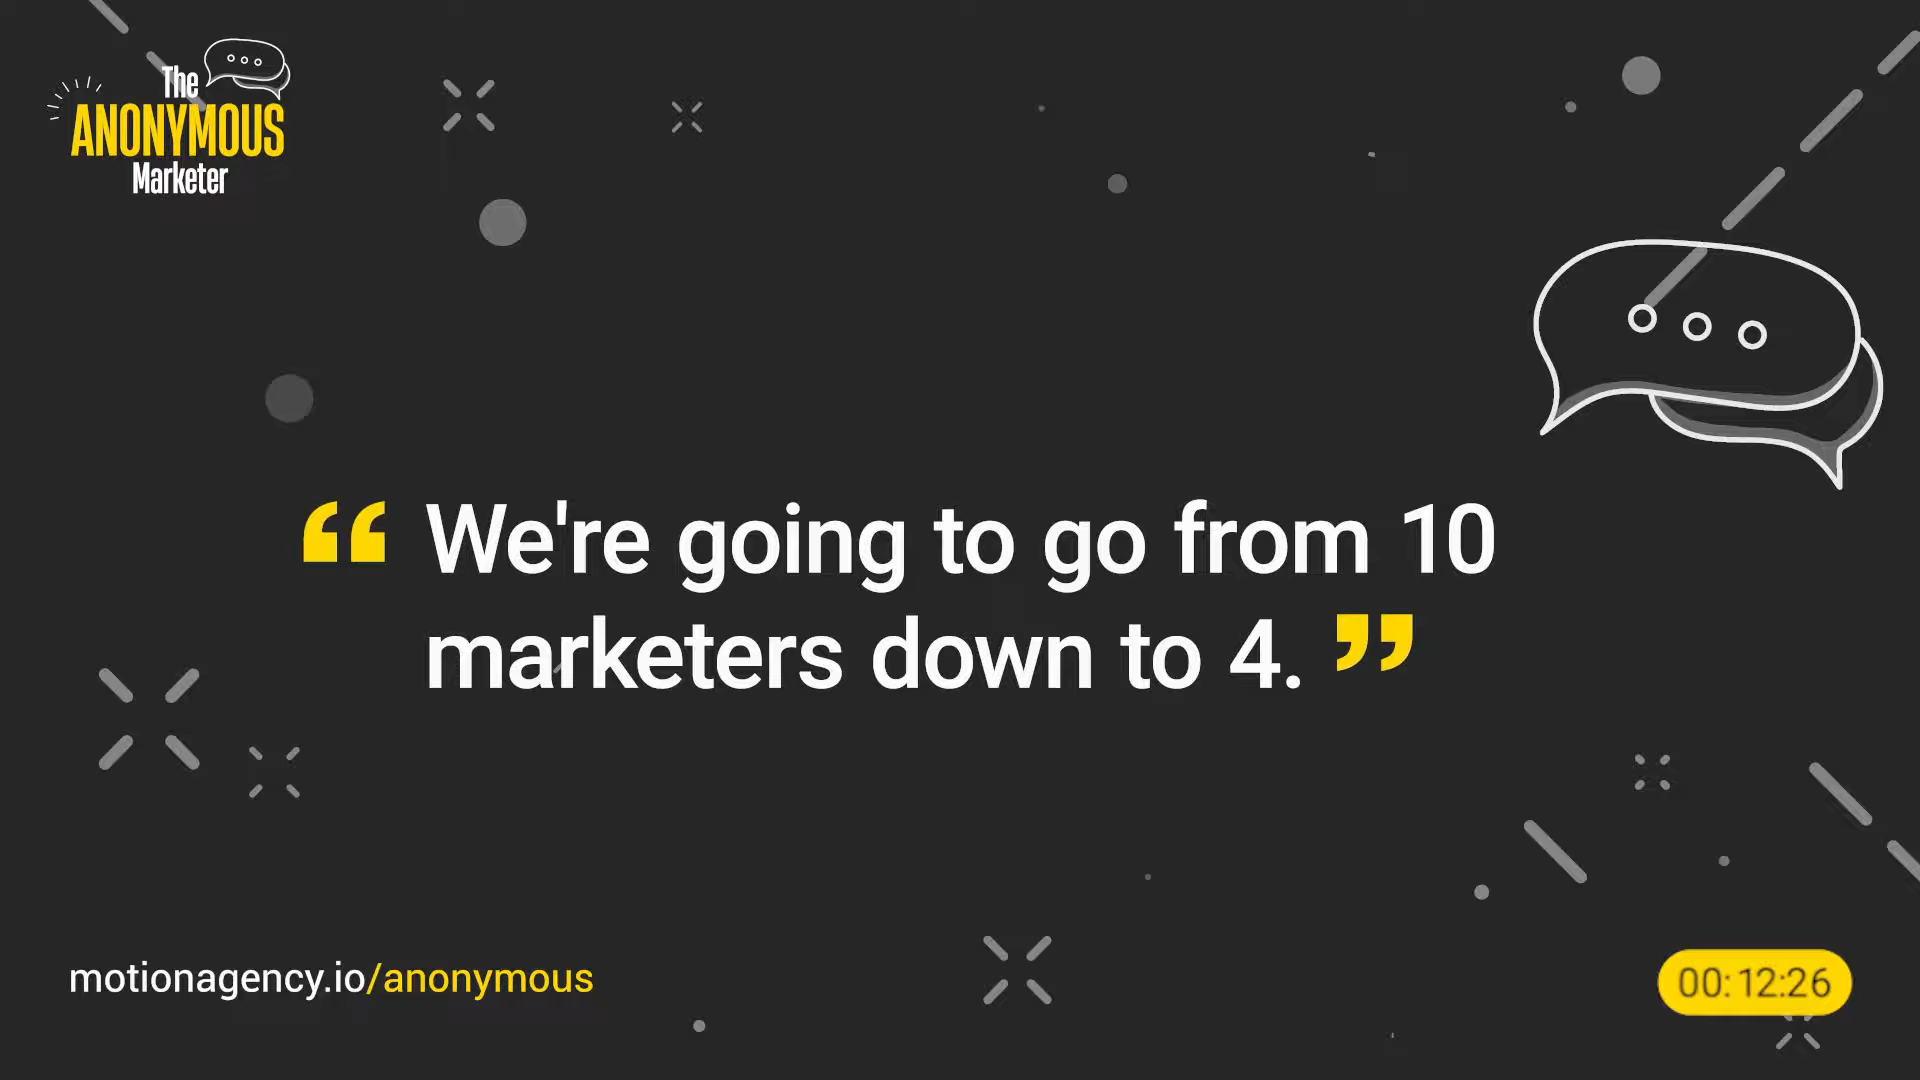 The
ANONYMOUS
Marketer
“ We're going to go from 10
marketers down to 4. ”
motionagency.io/anonymous
00:12:26